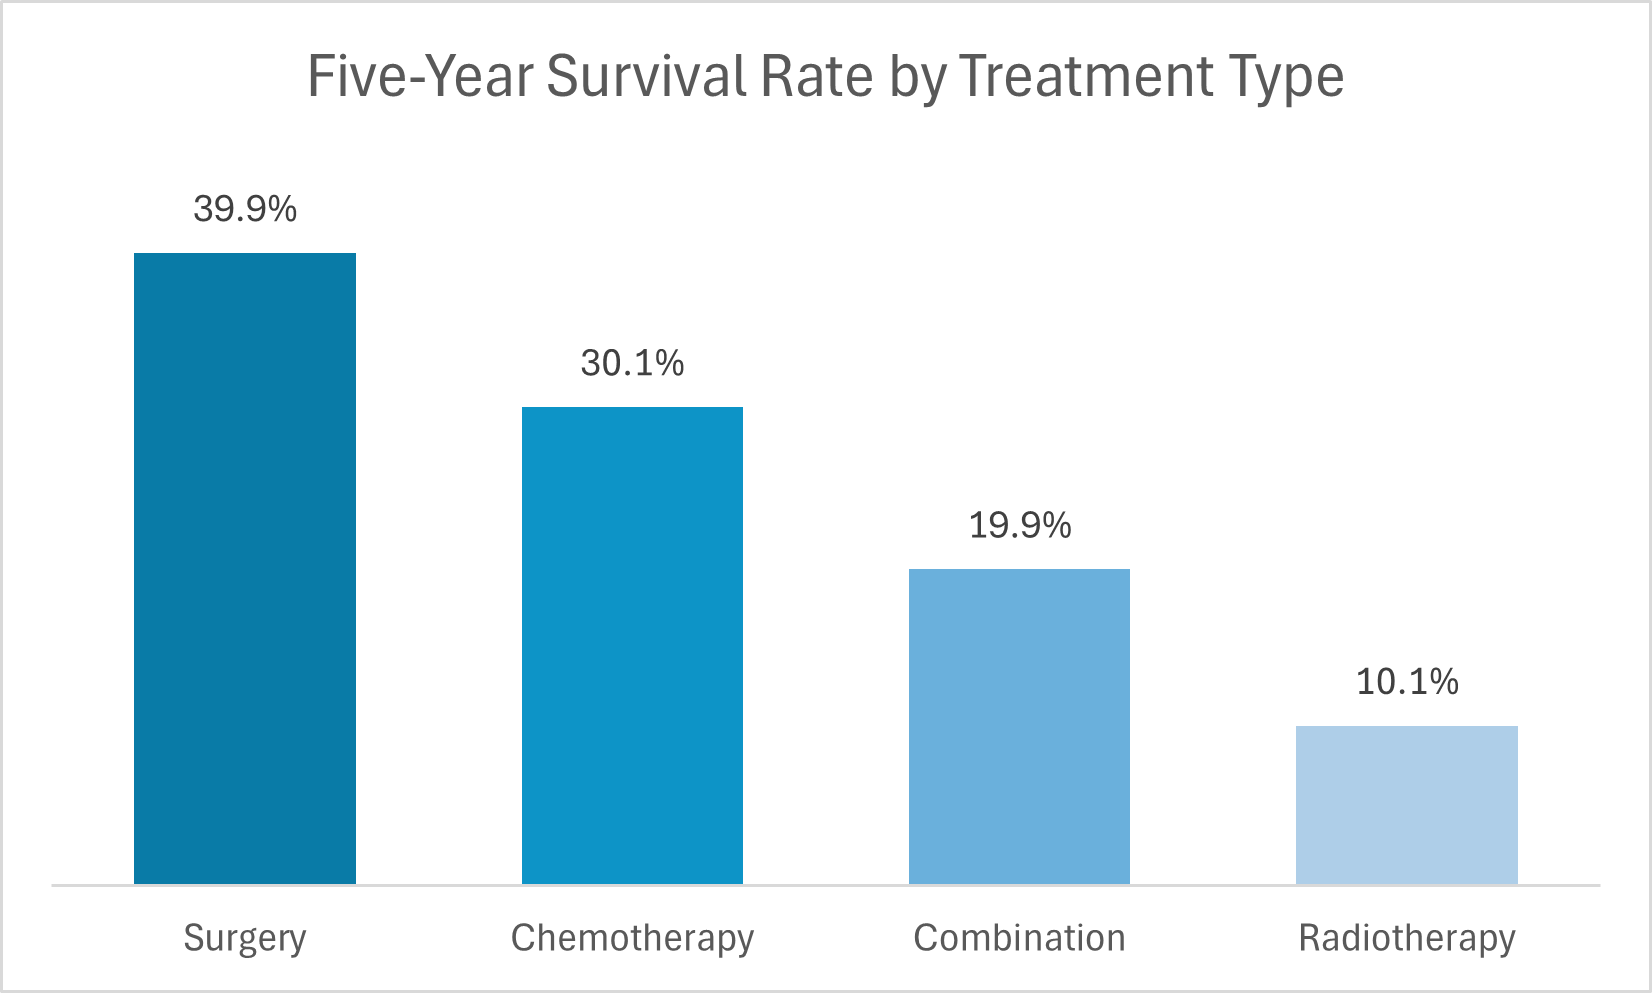 Five-Year Survival Rate by Treatment Type
39.9%
30.1%
19.9%
10.1%
Surgery
Chemotherapy
Combination
Radiotherapy